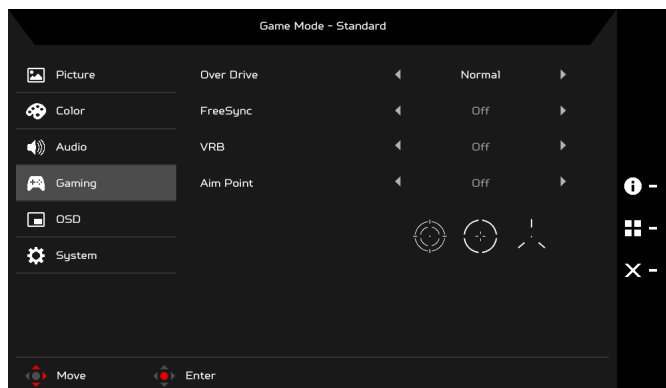 Game Mode - Standard
Picture
Over Drive Normal
Color
FreeSync Off
Audio
VRB Off
Gaming
Aim Point Off
OSD
System
Move Enter